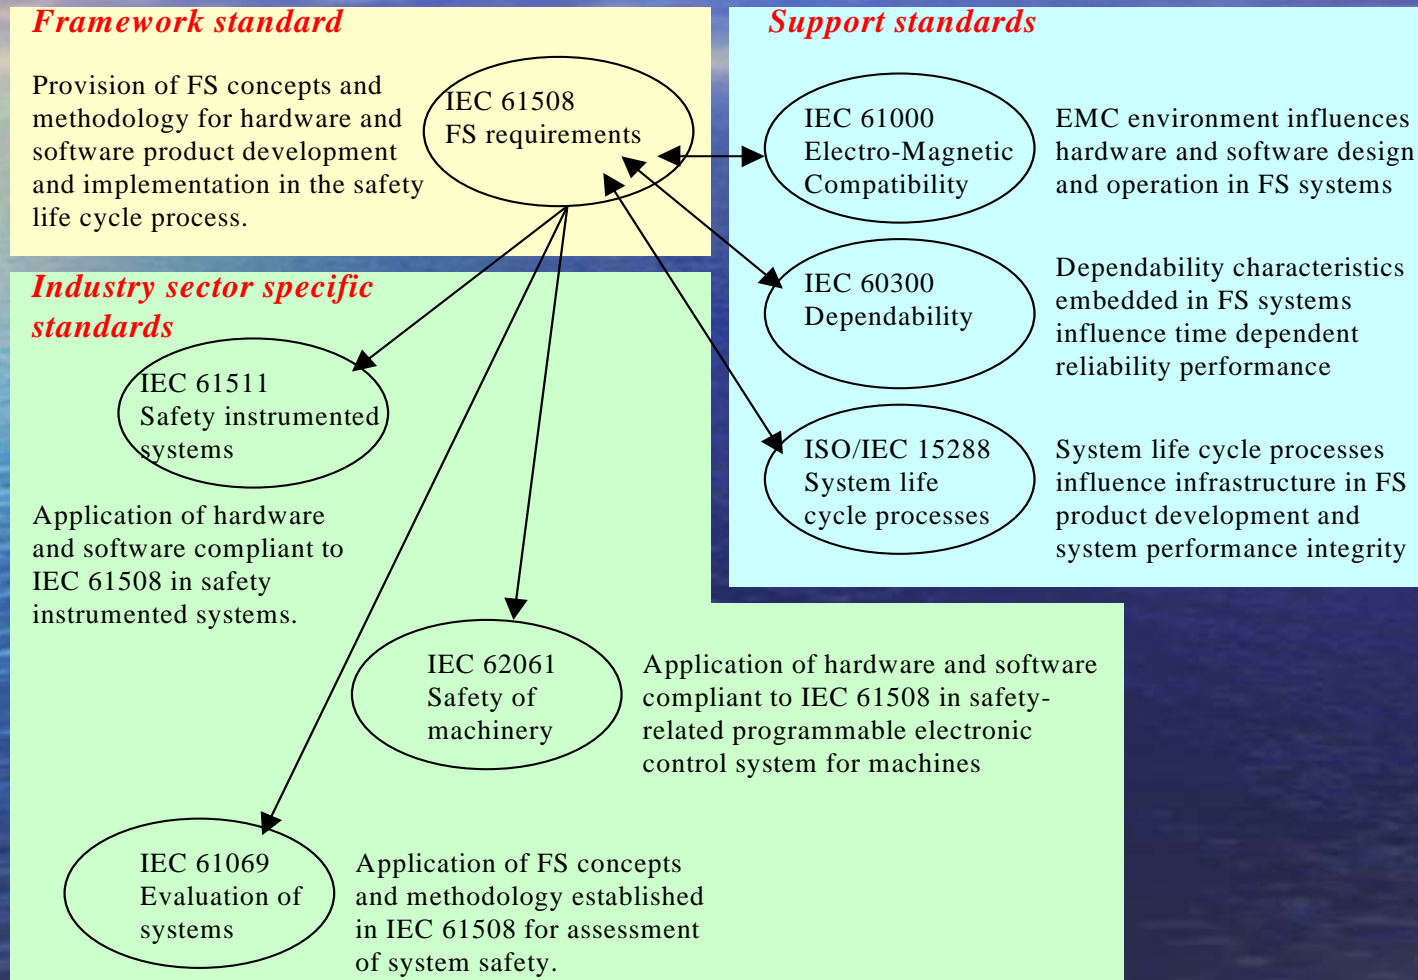 Framework standard
Provision of FS concepts and
methodology for hardware and
software product development
and implementation in the safety
life cycle process.
IEC 61508
FS requirements
Support standards
IEC 61000
Electro-Magnetic
Compatibility
EMC environment influences
hardware and software design
and operation in FS systems
IEC 60300
Dependability
Dependability characteristics
embedded in FS systems
influence time dependent
reliability performance
ISO/IEC 15288
System life
cycle processes
System life cycle processes
influence infrastructure in FS
product development and
system performance integrity
Industry sector specific
standards
IEC 61511
Safety instrumented
systems
Application of hardware
and software compliant to
IEC 61508 in safety
instrumented systems.
IEC 62061
Safety of
machinery
Application of hardware and software
compliant to IEC 61508 in safety-
related programmable electronic
control system for machines
IEC 61069
Evaluation of
systems
Application of FS concepts
and methodology established
in IEC 61508 for assessment
of system safety.